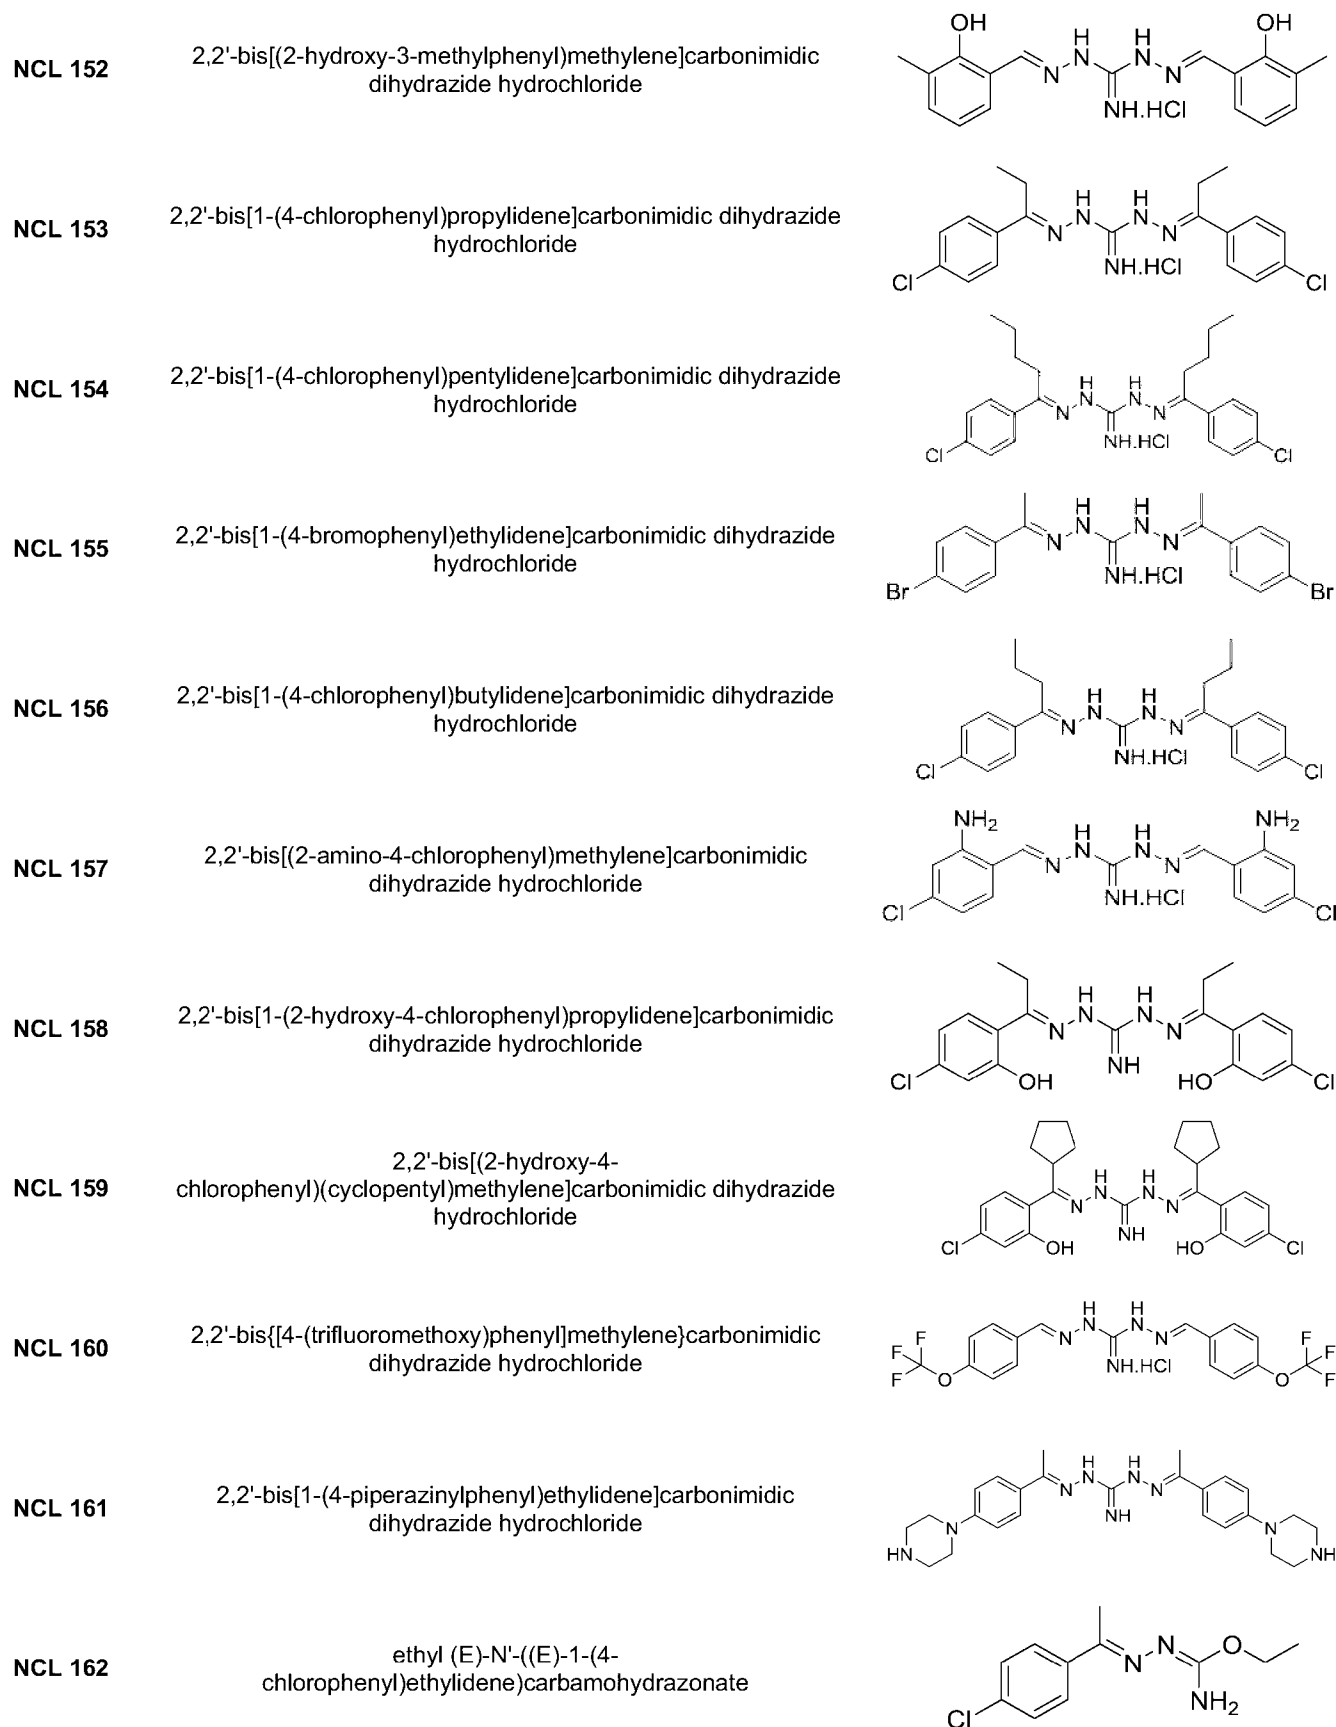 NCL 152
2,2'-bis[(2-hydroxy-3-methylphenyl)methylene]carbonimidic
dihydrazide hydrochloride
OH
OH
H
H
N
N
N
N
NH.HCl
NCL 153
2,2'-bis[1-(4-chlorophenyl)propylidene]carbonimidic dihydrazide
hydrochloride
H
H
N
N
N
N
NH.HCl
Cl
Cl
NCL 154
2,2'-bis[1-(4-chlorophenyl)pentylidene]carbonimidic dihydrazide
hydrochloride
H
H
N
N
N
N
NH.HCl
Cl
Cl
NCL 155
2,2'-bis[1-(4-bromophenyl)ethylidene]carbonimidic dihydrazide
hydrochloride
H
H
N
N
N
N
NH.HCl
Br
Br
NCL 156
2,2'-bis[1-(4-chlorophenyl)butylidene]carbonimidic dihydrazide
hydrochloride
H
H
N
N
N
N
NH.HCl
Cl
Cl
NCL 157
2,2'-bis[(2-amino-4-chlorophenyl)methylene]carbonimidic
dihydrazide hydrochloride
NH2
NH2
H
H
N
N
N
N
NH.HCl
Cl
Cl
NCL 158
2,2'-bis[1-(2-hydroxy-4-chlorophenyl)propylidene]carbonimidic
dihydrazide hydrochloride
H
H
N
N
N
N
NH
Cl
OH
HO
Cl
NCL 159
2,2'-bis[(2-hydroxy-4-
chlorophenyl)(cyclopentyl)methylene]carbonimidic dihydrazide
hydrochloride
H
H
N
N
N
N
NH
Cl
OH
HO
Cl
NCL 160
2,2'-bis{[4-(trifluoromethoxy)phenyl]methylene}carbonimidic
dihydrazide hydrochloride
H
H
N
N
N
N
NH.HCl
F
F
F
O
O
F
F
F
NCL 161
2,2'-bis[1-(4-piperazinylphenyl)ethylidene]carbonimidic
dihydrazide hydrochloride
H
H
N
N
N
N
NH
N
N
HN
NH
NCL 162
ethyl (E)-N'-((E)-1-(4-
chlorophenyl)ethylidene)carbamohydrazonate
N
N
O
NH2
Cl